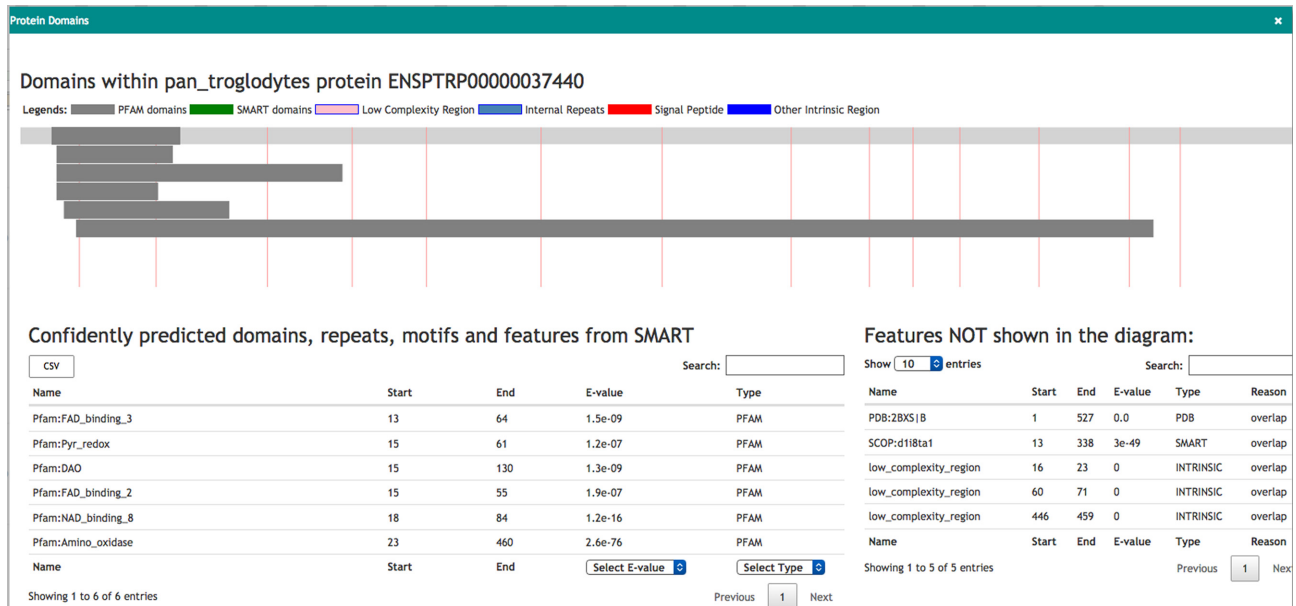 Protein Domains ×
Domains within pan_troglodytes protein ENSPTRP00000037440
Legends: PFAM domains SMART domains Low Complexity Region Internal Repeats Signal Peptide Other Intrinsic Region
Confidently predicted domains, repeats, motifs and features from SMART
CSV Search:
Name Start End E-value Type
Pfam:FAD_binding_3 13 64 1.5e-09 PFAM
Pfam:Pyr_redox 15 61 1.2e-07 PFAM
Pfam:DAO 15 130 1.3e-09 PFAM
Pfam:FAD_binding_2 15 55 1.9e-07 PFAM
Pfam:NAD_binding_8 18 84 1.2e-16 PFAM
Pfam:Amino_oxidase 23 460 2.6e-76 PFAM
Name Start End Select E-value Select Type
Showing 1 to 6 of 6 entries Previous 1 Next
Features NOT shown in the diagram:
Show 10 entries Search:
Name Start End E-value Type Reason
PDB:2BXS|B 1 527 0.0 PDB overlap
SCOP:d1i8ta1 13 338 3e-49 SMART overlap
low_complexity_region 16 23 0 INTRINSIC overlap
low_complexity_region 60 71 0 INTRINSIC overlap
low_complexity_region 446 459 0 INTRINSIC overlap
Name Start End E-value Type Reason
Showing 1 to 5 of 5 entries Previous 1 Nex